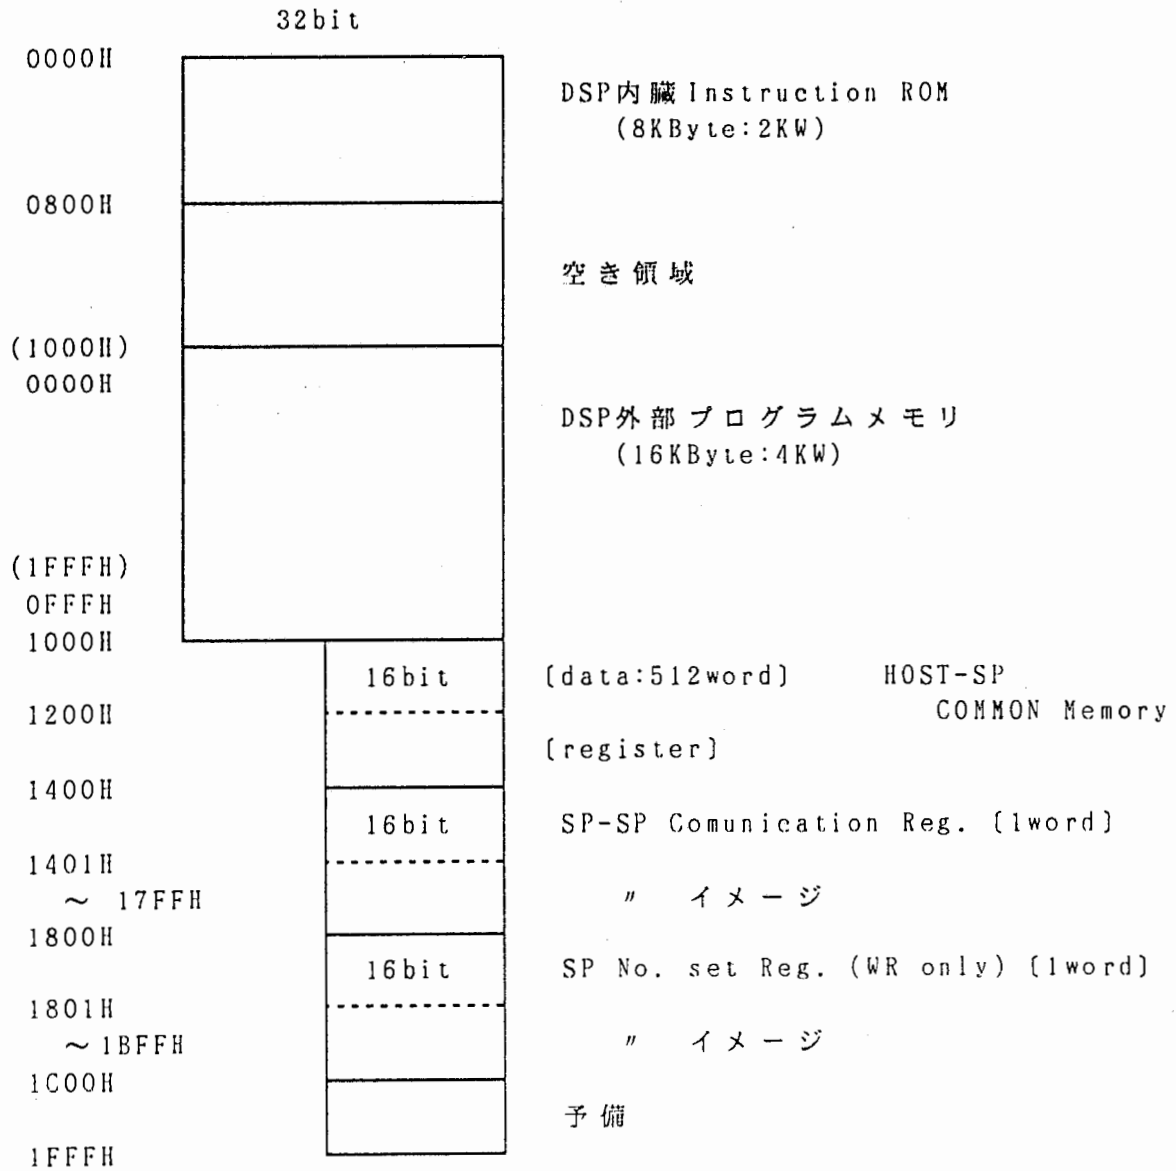 32bit
0000H
DSP内臓Instruction ROM
(8KByte:2KW)
0800H
空き領域
(1000H)
0000H
DSP外部プログラムメモリ
(16KByte:4KW)
(1FFFH)
0FFFH
1000H
16bit [data:512word] HOST-SP
1200H COMMON Memory
[register]
1400H
16bit SP-SP Comunication Reg. [1word]
1401H
～ 17FFH 〃 イメージ
1800H
16bit SP No. set Reg. (WR only) [1word]
1801H
～1BFFH 〃 イメージ
1C00H
予備
1FFFH